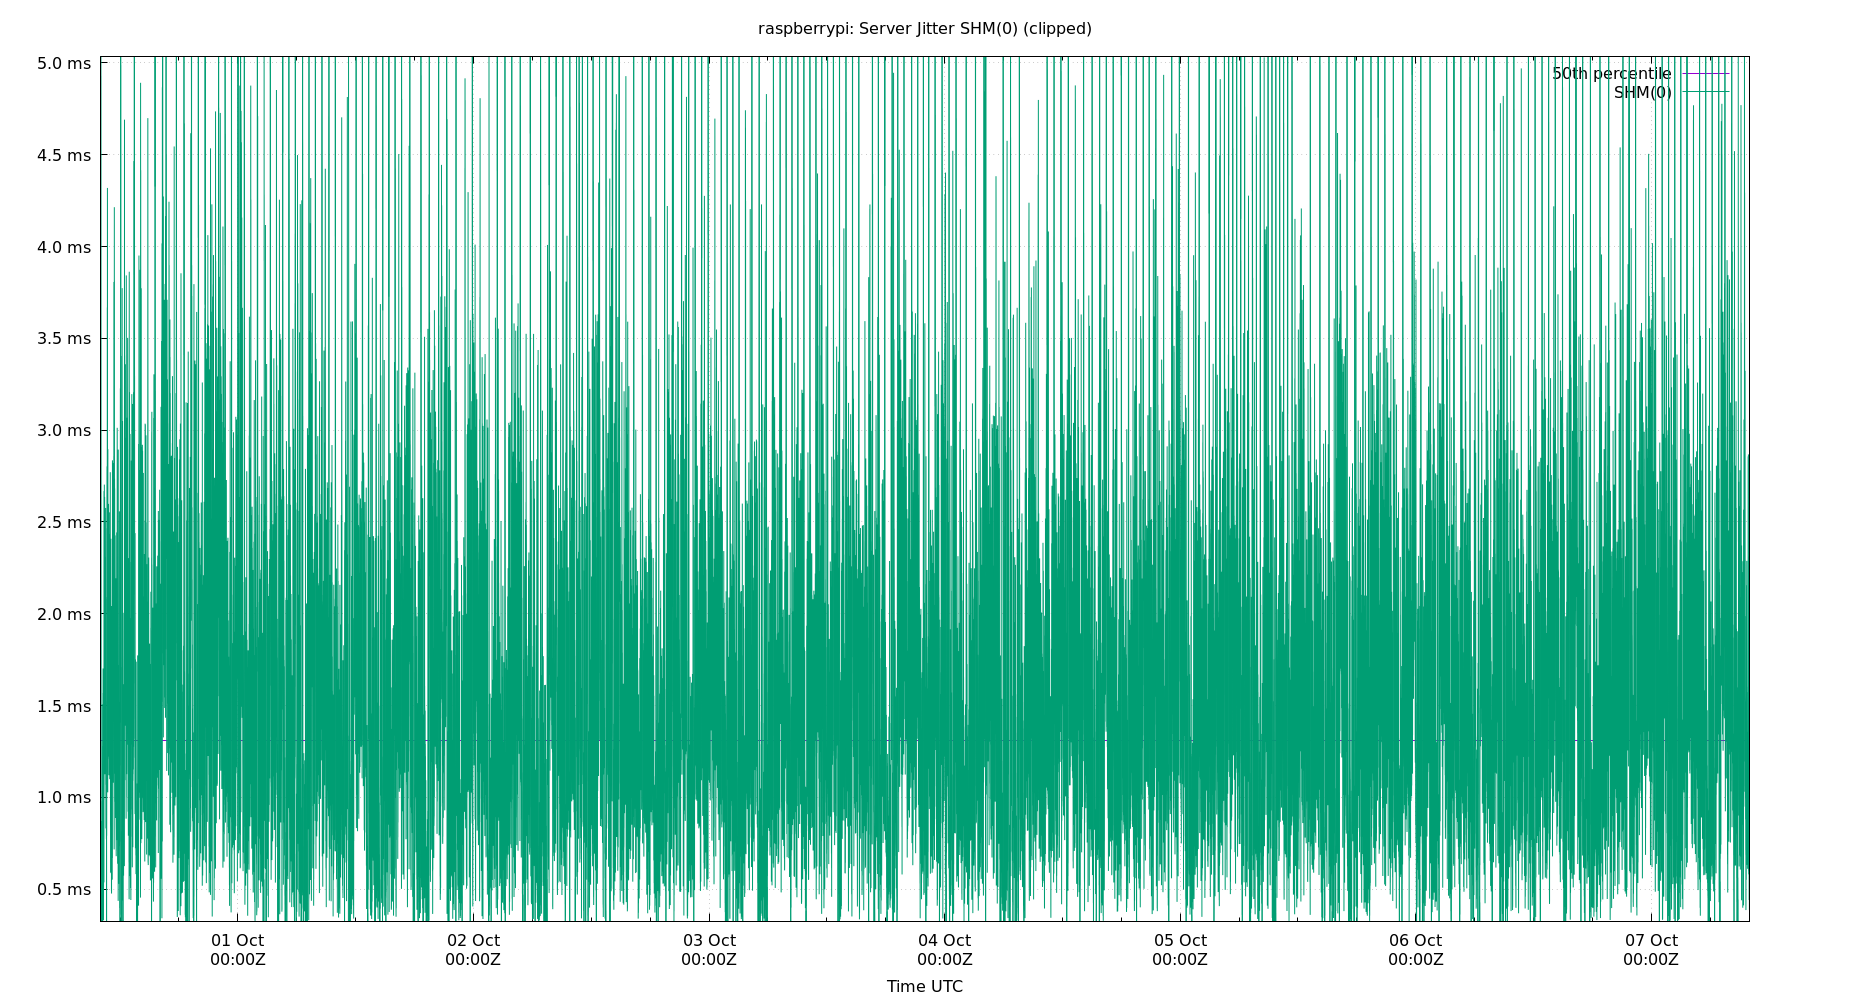 raspberrypi: Server Jitter SHM(0) (clipped)
5.0 ms
4.5 ms
4.0 ms
3.5 ms
3.0 ms
2.5 ms
2.0 ms
1.5 ms
1.0 ms
0.5 ms
50th percentile
SHM(0)
01 Oct
00:00Z
02 Oct
00:00Z
03 Oct
00:00Z
04 Oct
00:00Z
05 Oct
00:00Z
06 Oct
00:00Z
07 Oct
00:00Z
Time UTC